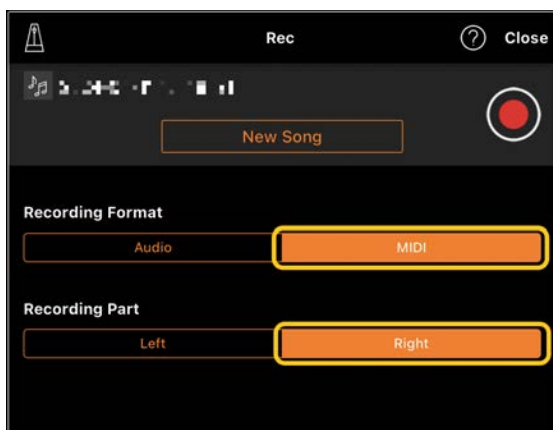 Rec
? Close
New Song
Recording Format
Audio MIDI
Recording Part
Left Right